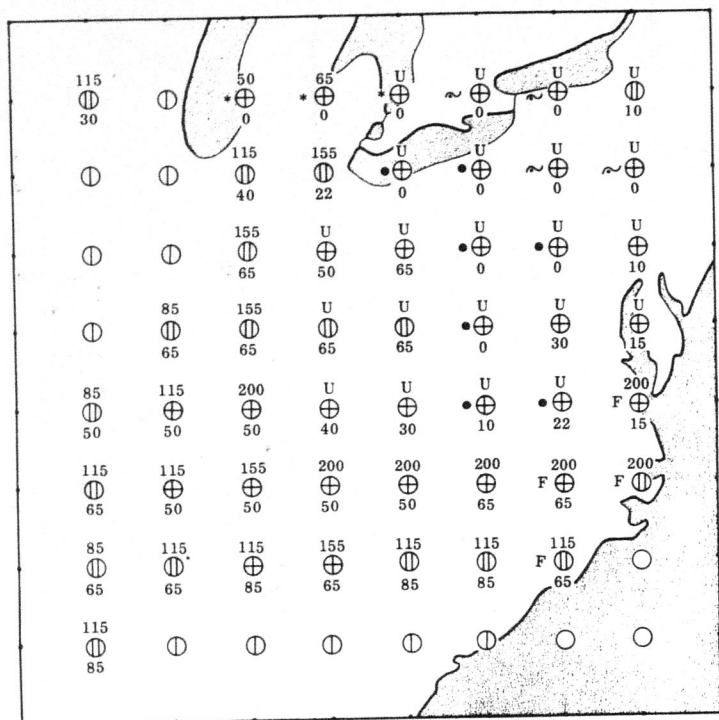 115 50 65 U U U U
* * * 10
30 0 0 0 0 0
115 155 U U U U
40 22 0 0 0 0
155 U U U U U
65 50 65 0 0 10
85 155 U U U U U
65 65 65 65 0 30 15
85 115 200 U U U U 200
F
50 50 50 40 30 10 22 15
115 115 155 200 200 200 200 200
F F
65 50 50 50 50 65 65
85 115 115 155 115 115 115
F
65 65 85 65 85 85 65
115
85